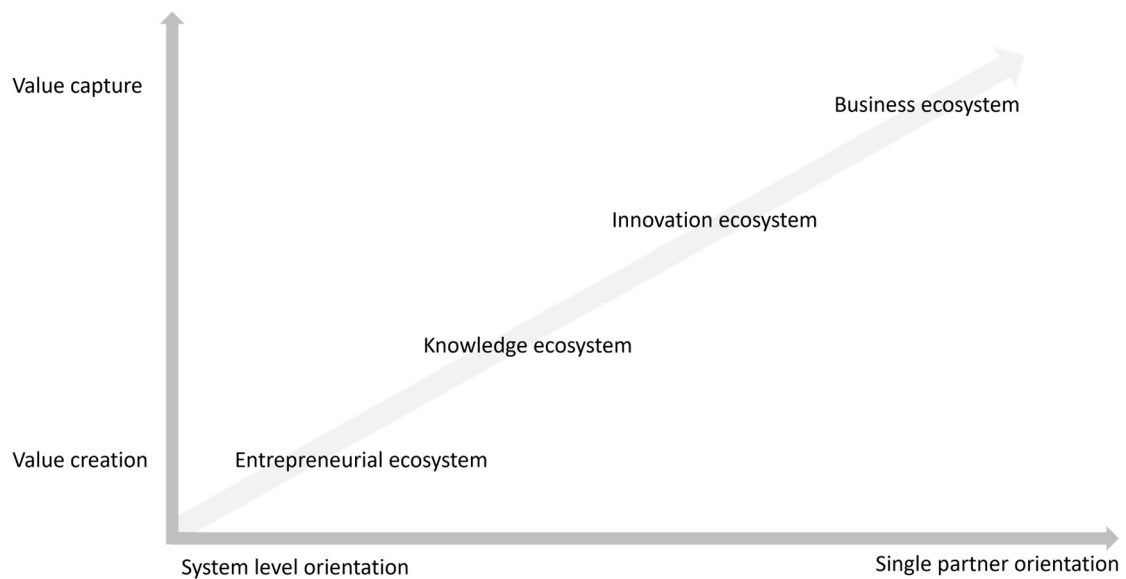 Value capture
Business ecosystem
Innovation ecosystem
Knowledge ecosystem
Value creation
Entrepreneurial ecosystem
System level orientation
Single partner orientation